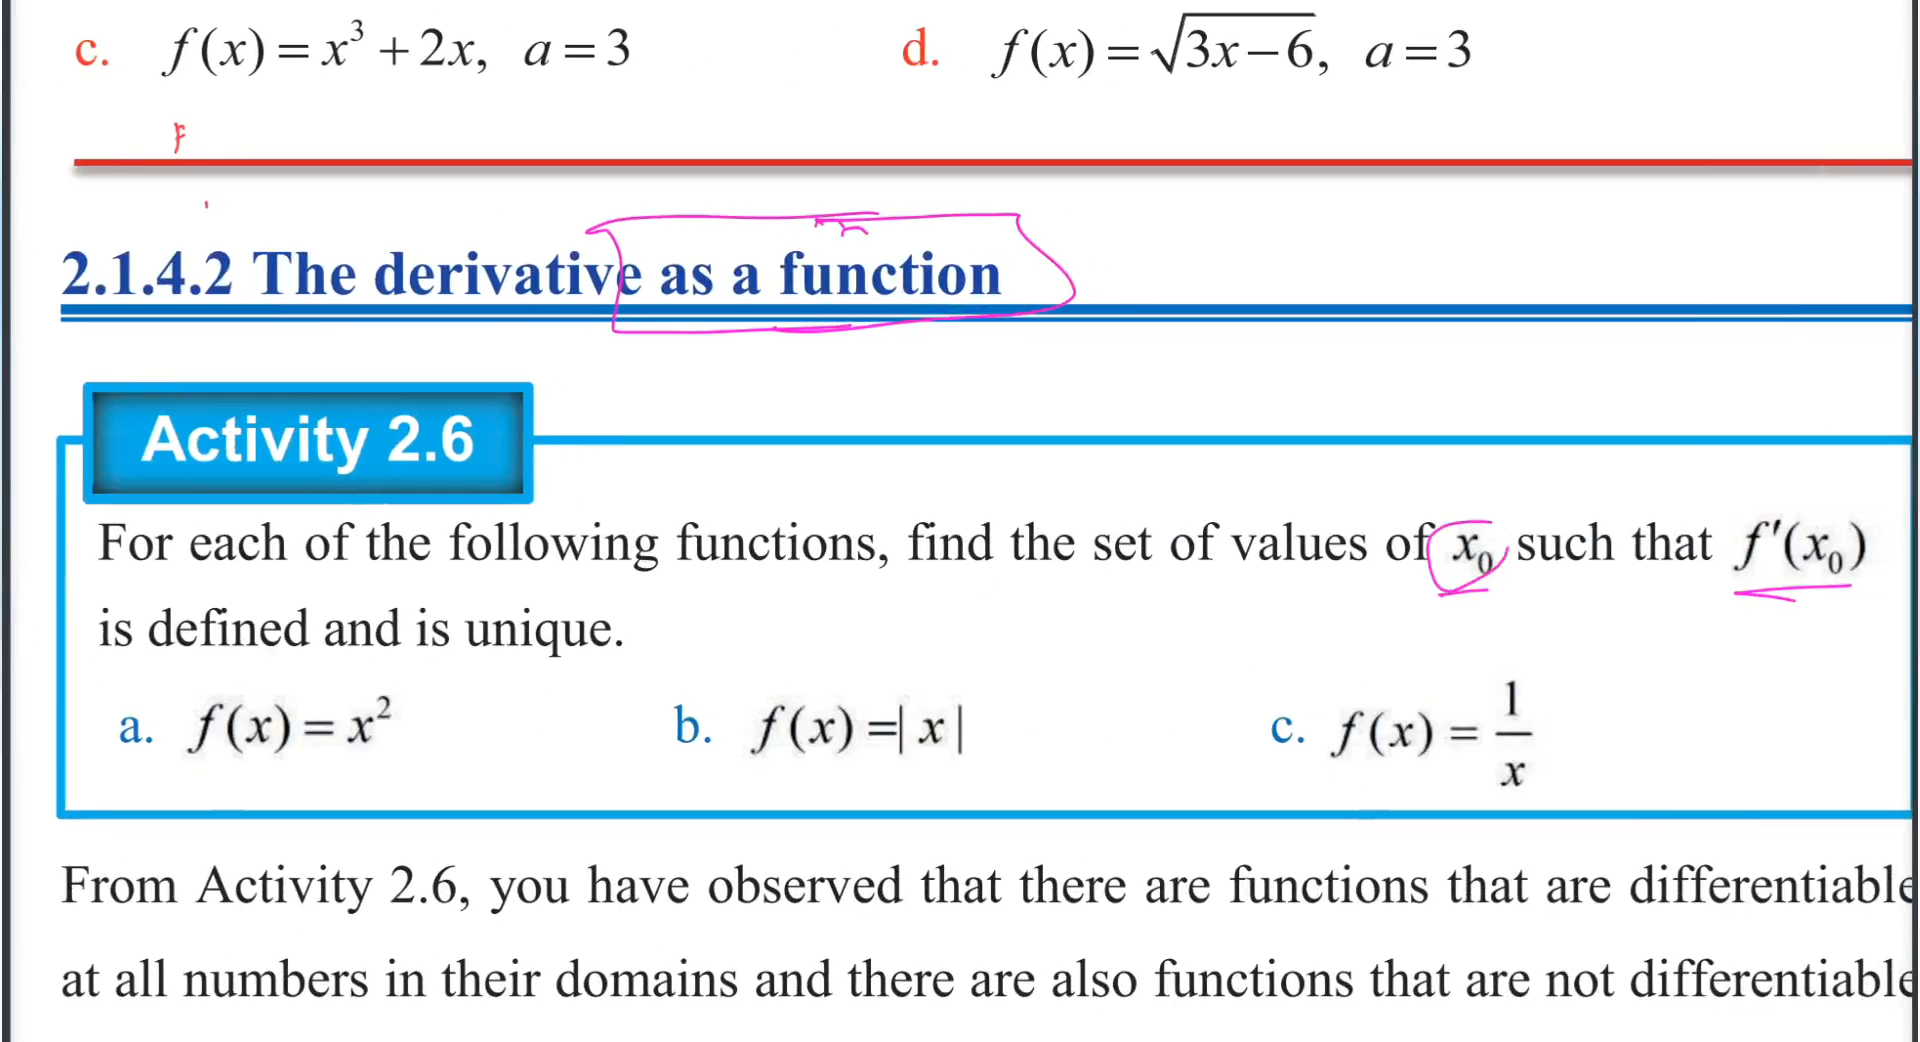 c. f(x) = x³ + 2x, a = 3 d. f(x) = √(3x − 6), a = 3
F
2.1.4.2 The derivative as a function
Activity 2.6
For each of the following functions, find the set of values of x₀ such that f′(x₀)
is defined and is unique.
a. f(x) = x² b. f(x) =| x | c. f(x) = 1/x
From Activity 2.6, you have observed that there are functions that are differentiable
at all numbers in their domains and there are also functions that are not differentiable